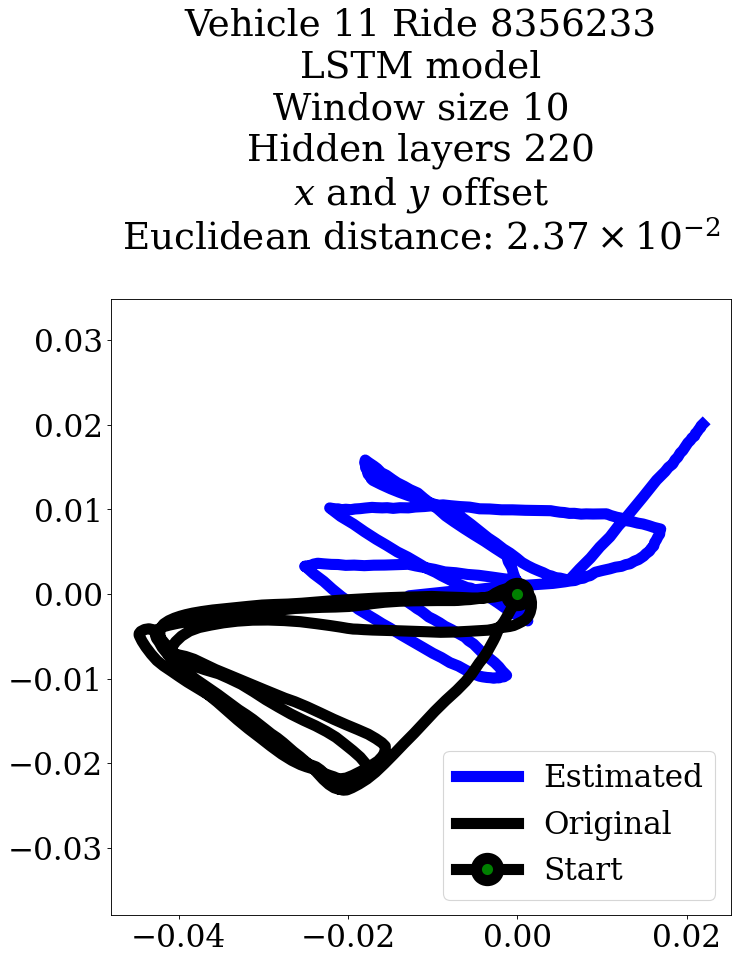 Vehicle 11 Ride 8356233
LSTM model
Window size 10
Hidden layers 220
x and y offset
Euclidean distance: 2.37 × 10⁻²
0.03
0.02
0.01
0.00
−0.01
−0.02
−0.03
Estimated
Original
Start
−0.04 −0.02 0.00 0.02